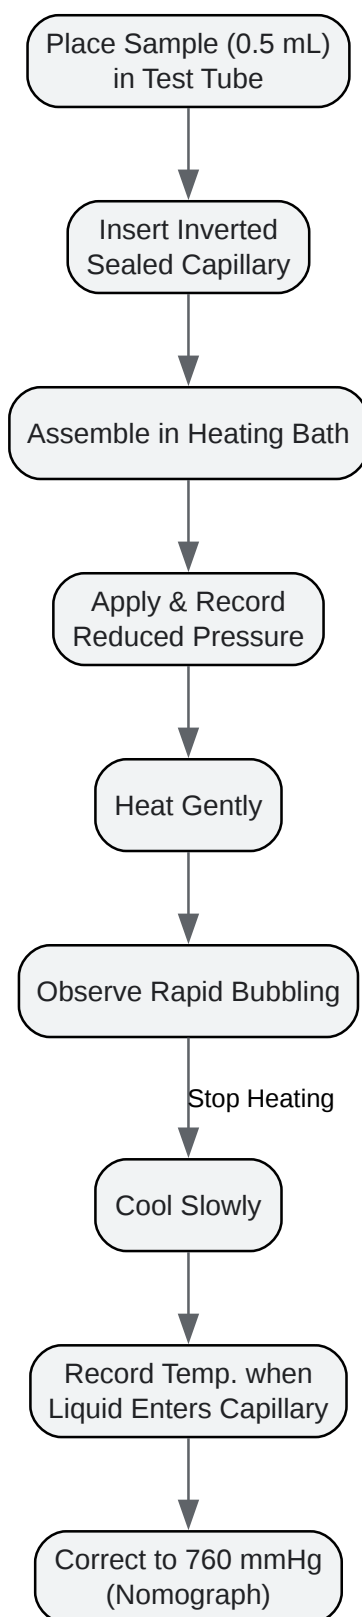 Place Sample (0.5 mL)
in Test Tube
Insert Inverted
Sealed Capillary
Assemble in Heating Bath
Apply & Record
Reduced Pressure
Heat Gently
Observe Rapid Bubbling
Stop Heating
Cool Slowly
Record Temp. when
Liquid Enters Capillary
Correct to 760 mmHg
(Nomograph)